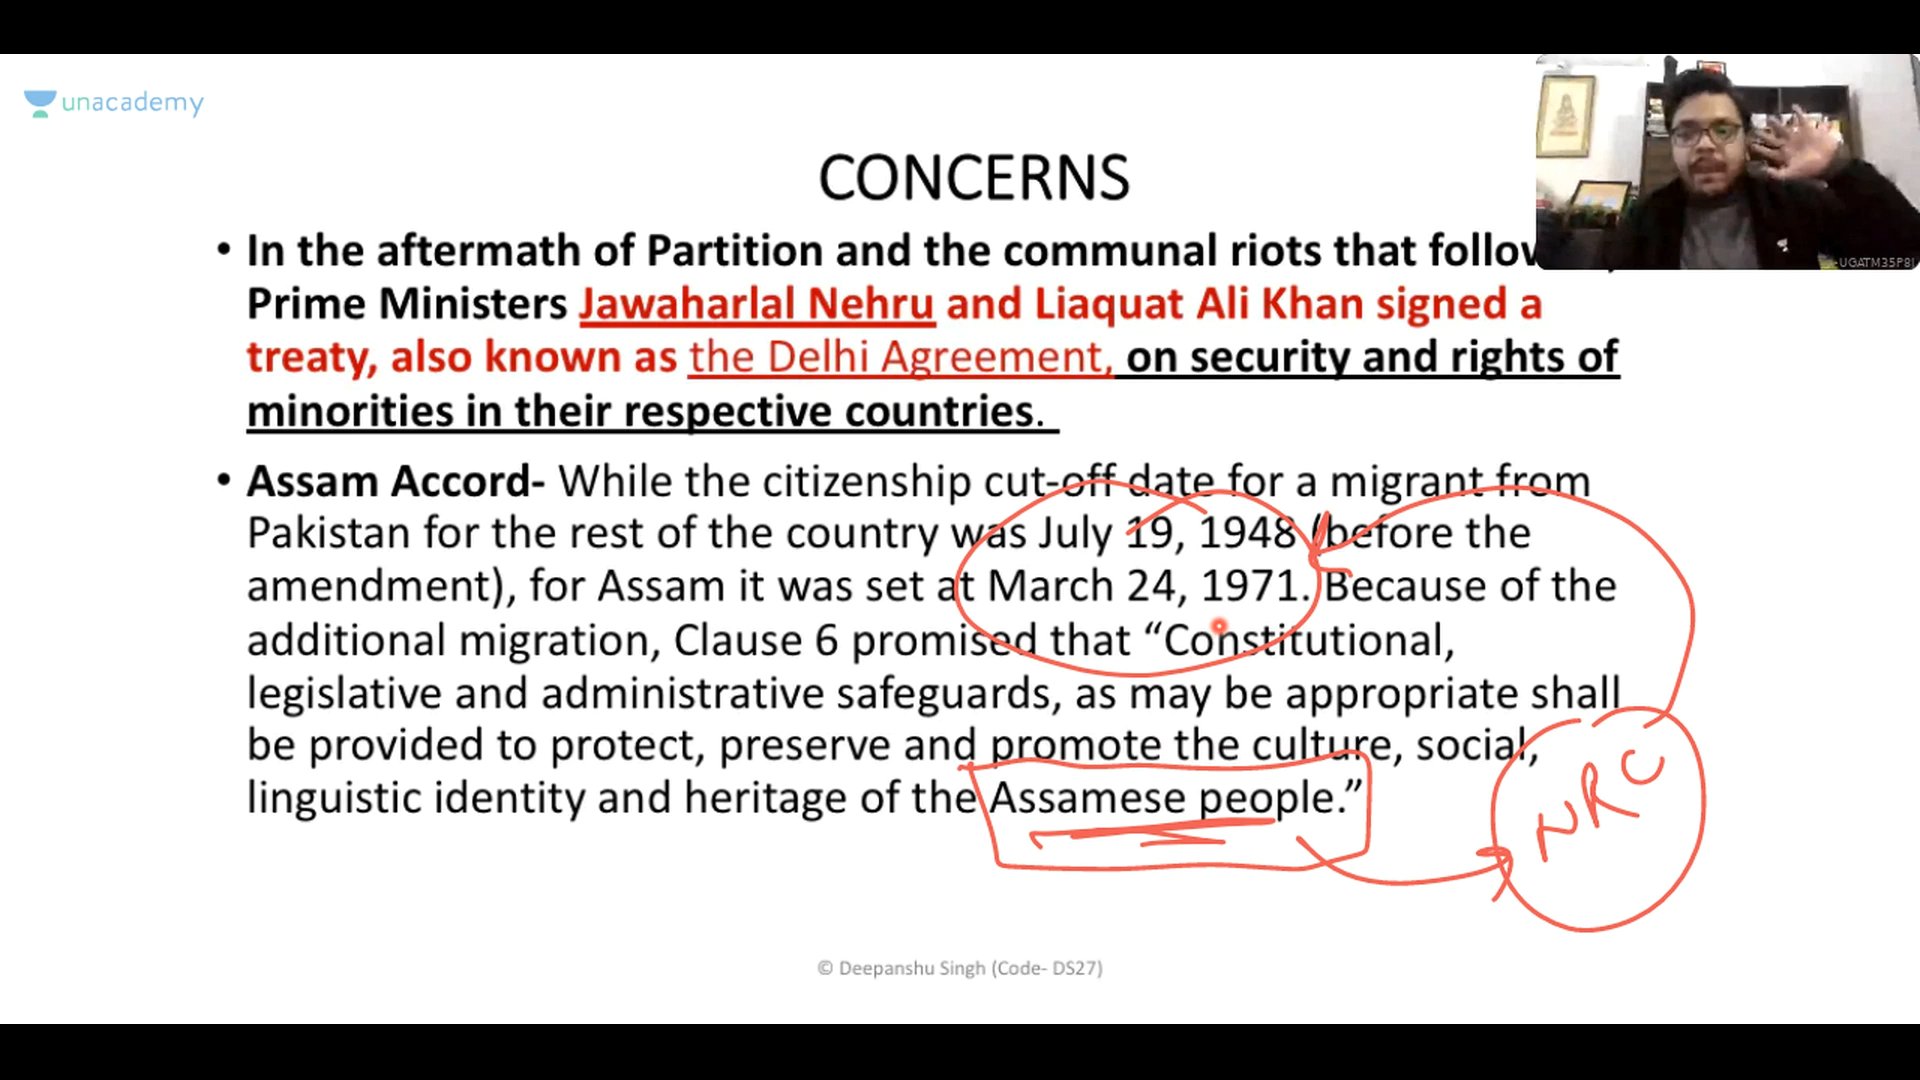 unacademy
CONCERNS
• In the aftermath of Partition and the communal riots that follow
Prime Ministers Jawaharlal Nehru and Liaquat Ali Khan signed a
treaty, also known as the Delhi Agreement, on security and rights of
minorities in their respective countries.
• Assam Accord- While the citizenship cut-off date for a migrant from
Pakistan for the rest of the country was July 19, 1948 (before the
amendment), for Assam it was set at March 24, 1971. Because of the
additional migration, Clause 6 promised that “Constitutional,
legislative and administrative safeguards, as may be appropriate shall
be provided to protect, preserve and promote the culture, social,
linguistic identity and heritage of the Assamese people.”
NRC
© Deepanshu Singh (Code- DS27)